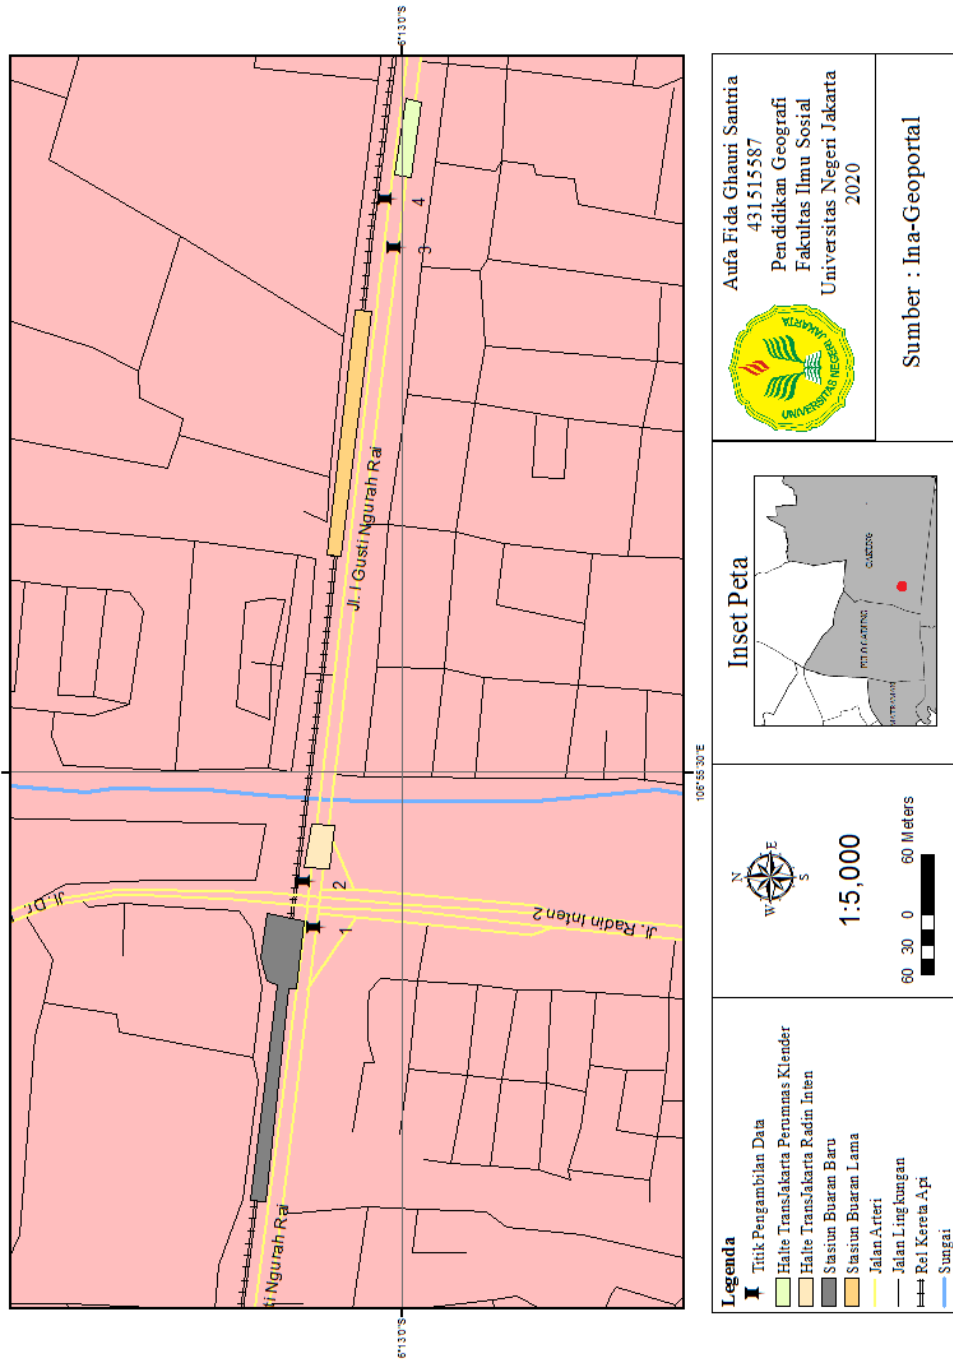 6°13'0"S
6°13'0"S
106°55'30"E
Jl. Dr.
Jl. Radin Inten 2
Jl. I Gusti Ngurah Rai
ti Ngurah Rai
1
2
3
4
Legenda
Titik Pengambilan Data
Halte TransJakarta Perumnas Klender
Halte TransJakarta Radin Inten
Stasiun Buaran Baru
Stasiun Buaran Lama
Jalan Arteri
Jalan Lingkungan
Rel Kereta Api
Sungai
N
W
E
S
1:5,000
60 30 0 60 Meters
Inset Peta
CAKUNG
PULO GADUNG
MATRAMAN
UNIVERSITAS NEGERI JAKARTA
Aufa Fida Ghauri Santria
431515587
Pendidikan Geografi
Fakultas Ilmu Sosial
Universitas Negeri Jakarta
2020
Sumber : Ina-Geoportal